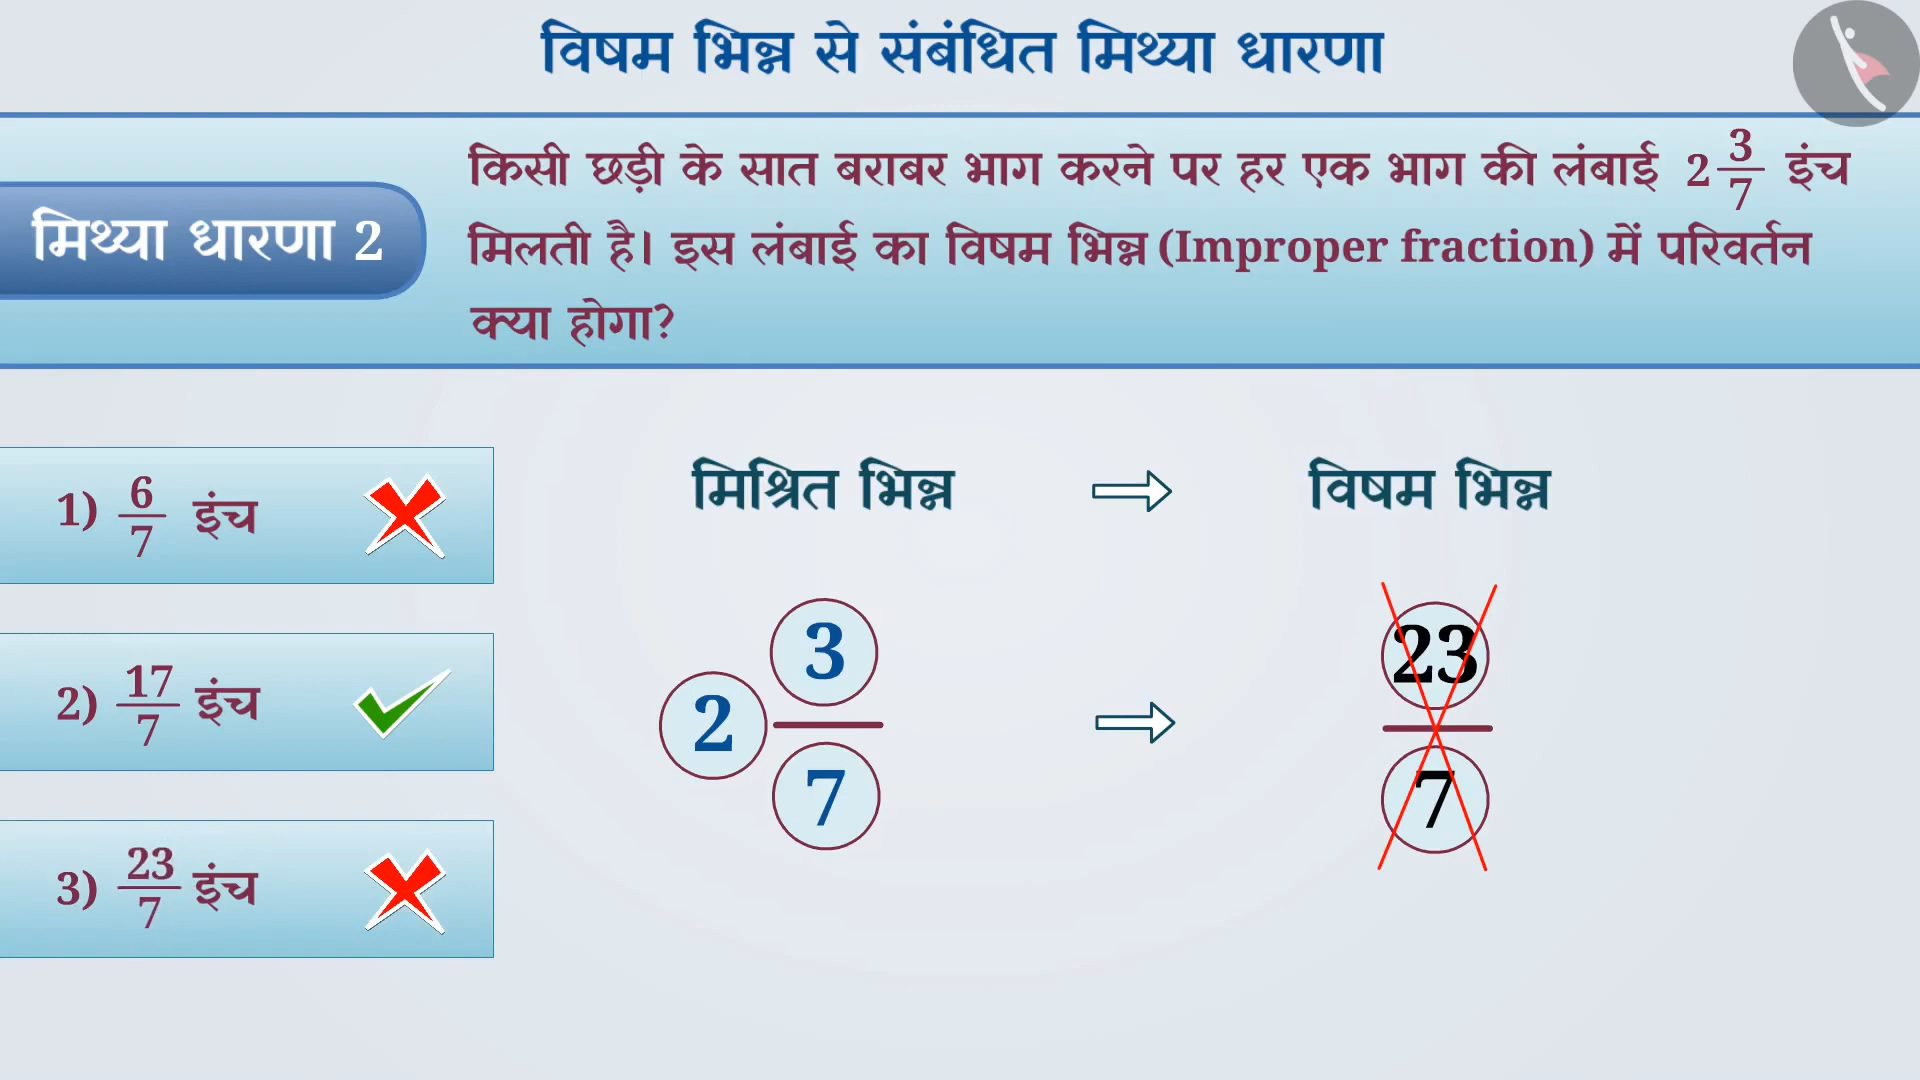 विषम भिन्न से संबंधित मिथ्या धारणा
मिथ्या धारणा 2
किसी छड़ी के सात बराबर भाग करने पर हर एक भाग की लंबाई 2 3/7 इंच
मिलती है। इस लंबाई का विषम भिन्न (Improper fraction) में परिवर्तन
क्या होगा?
1) 6/7 इंच
2) 17/7 इंच
3) 23/7 इंच
मिश्रित भिन्न ⇨ विषम भिन्न
2 3/7 ⇨ 23/7